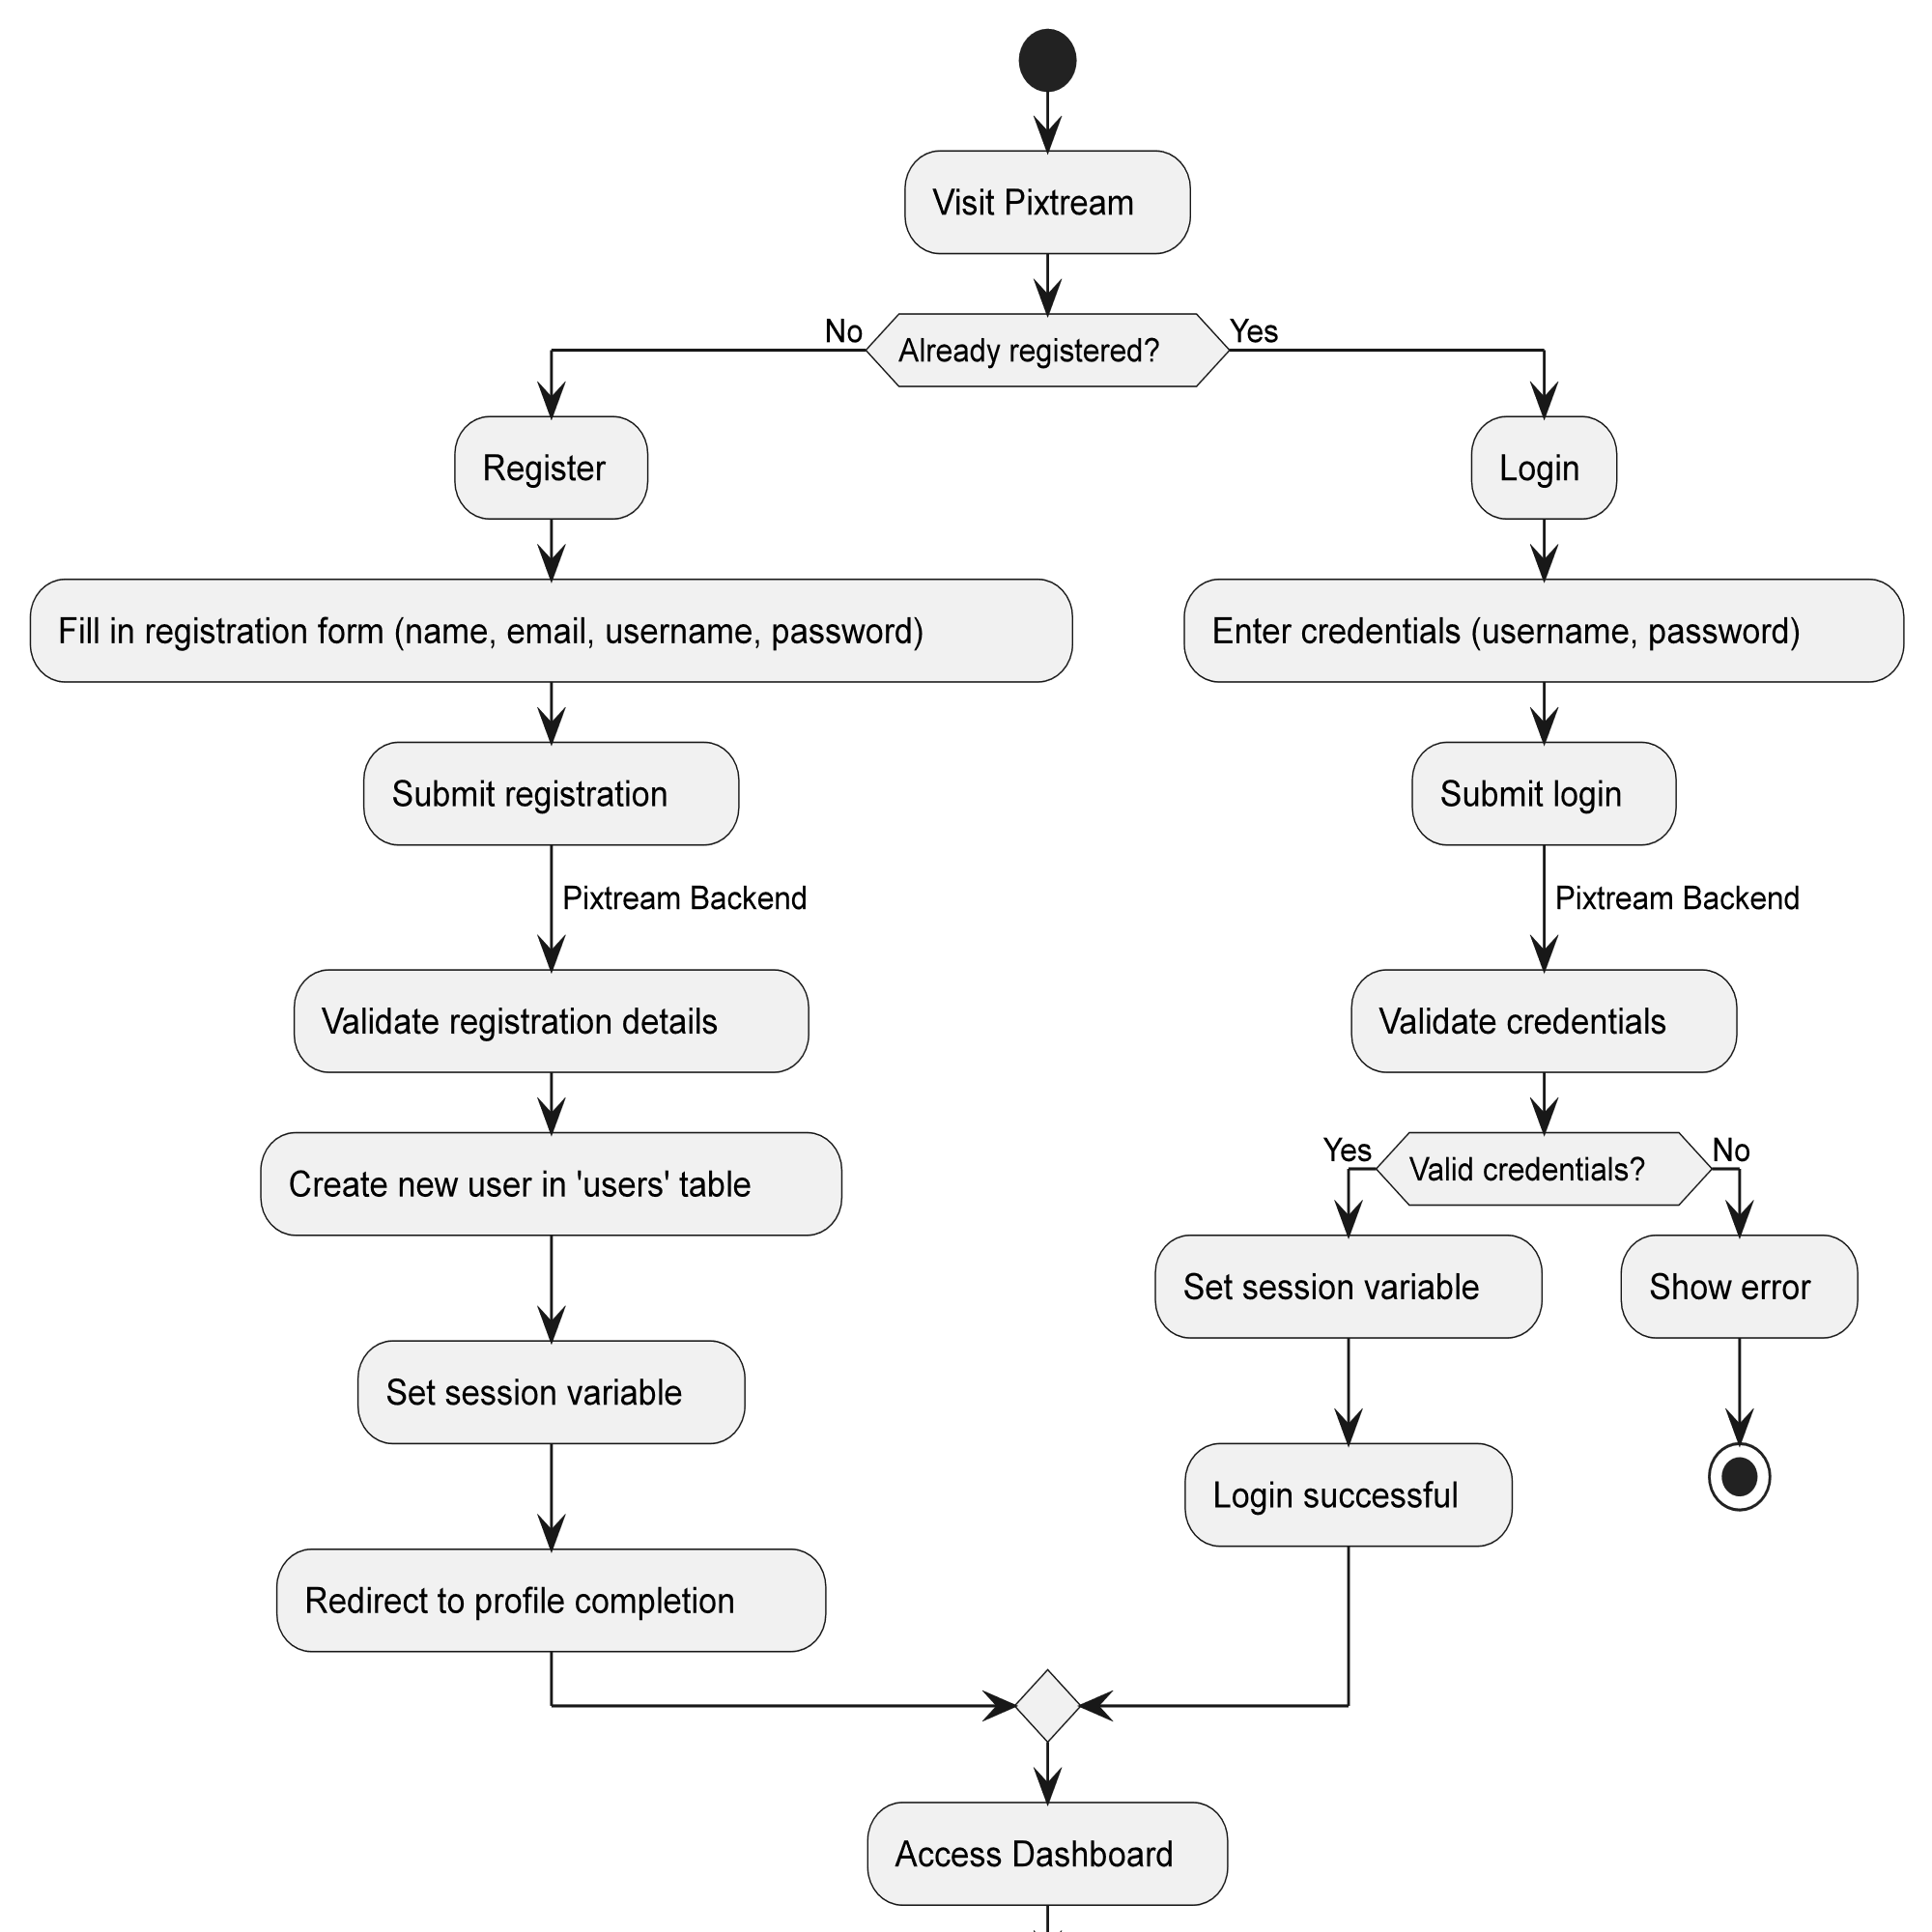 Visit Pixtream
No
Already registered?
Yes
Register
Login
Fill in registration form (name, email, username, password)
Enter credentials (username, password)
Submit registration
Submit login
Pixtream Backend
Pixtream Backend
Validate registration details
Validate credentials
Create new user in 'users' table
Yes
Valid credentials?
No
Set session variable
Show error
Set session variable
Login successful
Redirect to profile completion
Access Dashboard